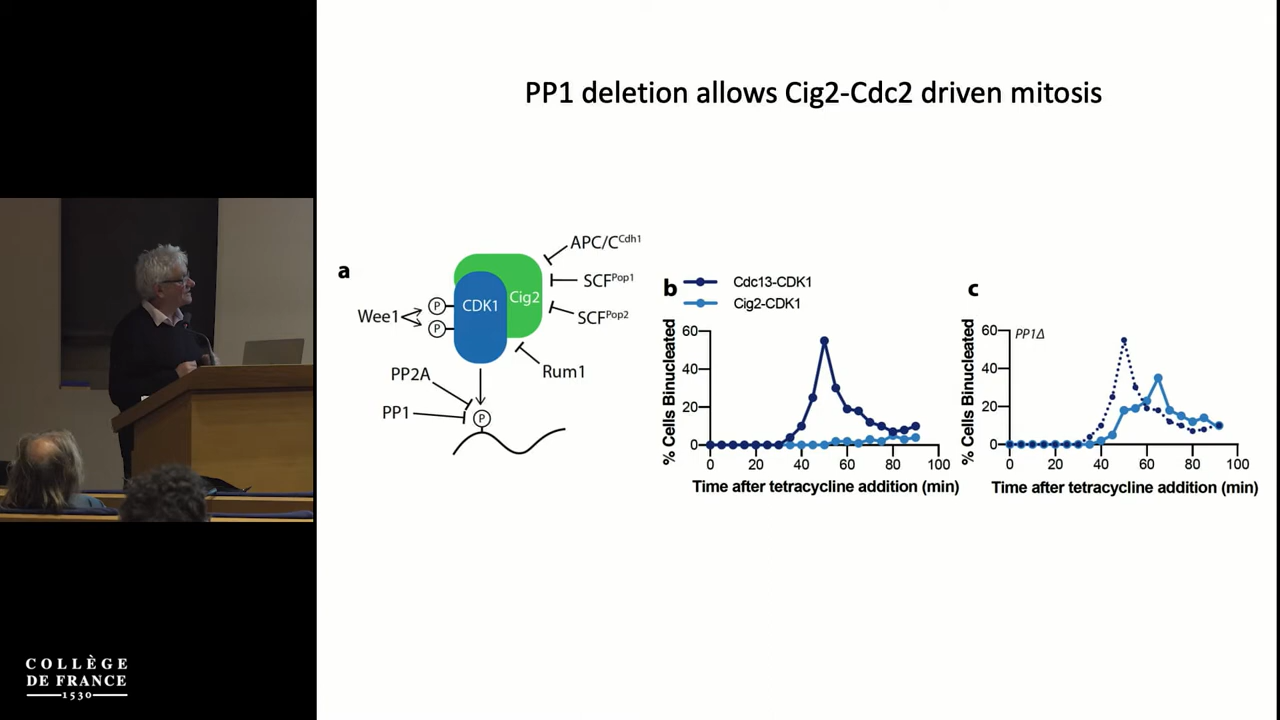 PP1 deletion allows Cig2-Cdc2 driven mitosis
a
APC/C^Cdh1
SCF^Pop1
SCF^Pop2
Rum1
Wee1
P
P
CDK1
Cig2
PP2A
PP1
P
b
Cdc13-CDK1
Cig2-CDK1
% Cells Binucleated
60
40
20
0
0 20 40 60 80 100
Time after tetracycline addition (min)
c
PP1Δ
% Cells Binucleated
60
40
20
0
0 20 40 60 80 100
Time after tetracycline addition (min)
COLLÈGE
DE FRANCE
1530